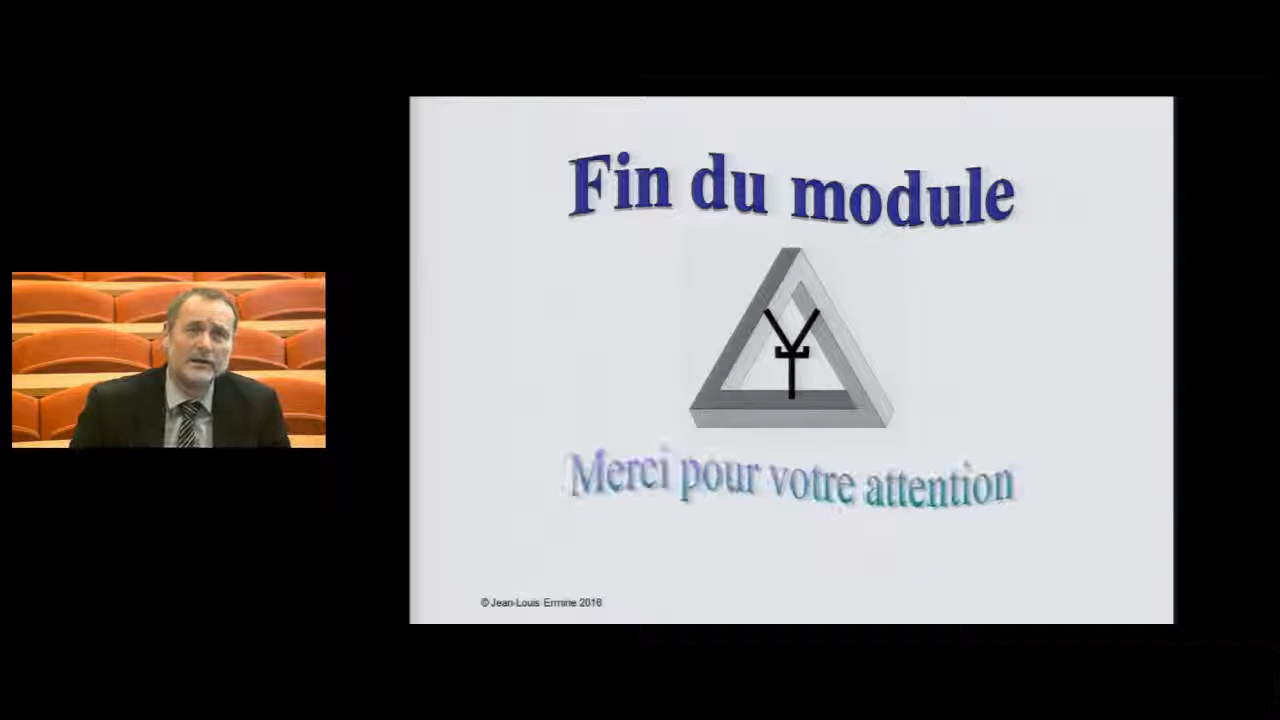 Fin du module
Merci pour votre attention
© Jean-Louis Ermine 2016